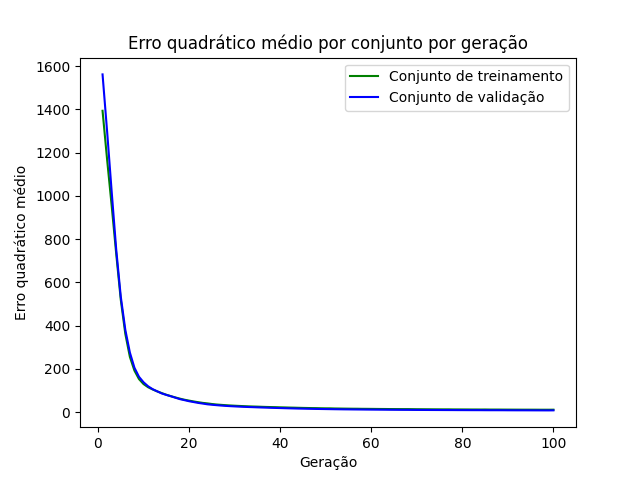 Erro quadrático médio por conjunto por geração
Conjunto de treinamento
Conjunto de validação
Erro quadrático médio
1600
1400
1200
1000
800
600
400
200
0
0 20 40 60 80 100
Geração